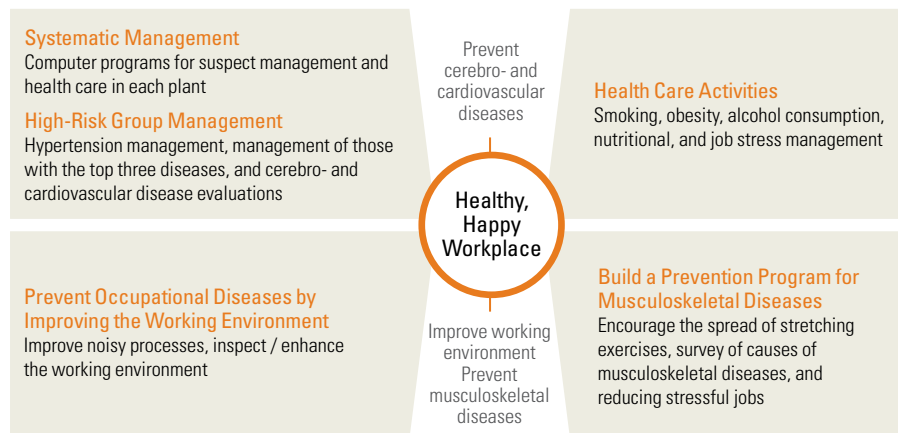 Systematic Management
Computer programs for suspect management and
health care in each plant
High-Risk Group Management
Hypertension management, management of those
with the top three diseases, and cerebro- and
cardiovascular disease evaluations
Prevent
cerebro- and
cardiovascular
diseases
Health Care Activities
Smoking, obesity, alcohol consumption,
nutritional, and job stress management
Healthy,
Happy
Workplace
Prevent Occupational Diseases by
Improving the Working Environment
Improve noisy processes, inspect / enhance
the working environment
Improve working
environment
Prevent
musculoskeletal
diseases
Build a Prevention Program for
Musculoskeletal Diseases
Encourage the spread of stretching
exercises, survey of causes of
musculoskeletal diseases, and
reducing stressful jobs